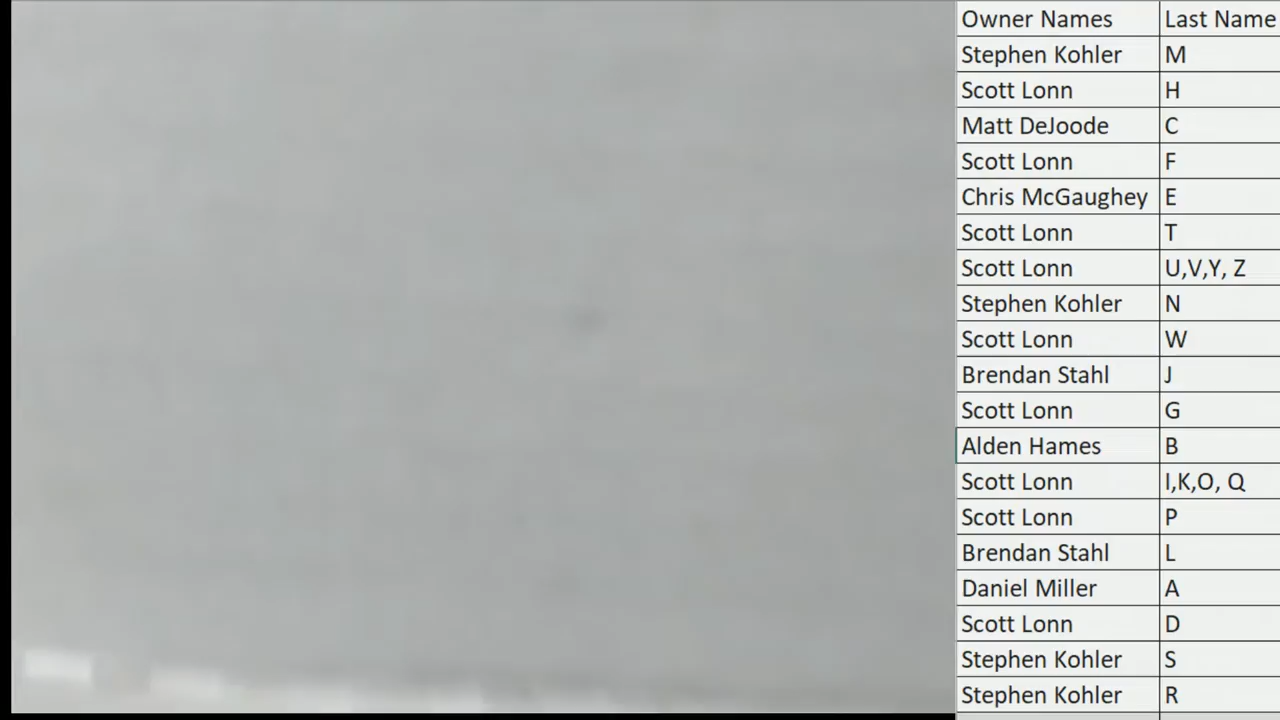 Owner Names Last Name
Stephen Kohler M
Scott Lonn H
Matt DeJoode C
Scott Lonn F
Chris McGaughey E
Scott Lonn T
Scott Lonn U,V,Y, Z
Stephen Kohler N
Scott Lonn W
Brendan Stahl J
Scott Lonn G
Alden Hames B
Scott Lonn I,K,O, Q
Scott Lonn P
Brendan Stahl L
Daniel Miller A
Scott Lonn D
Stephen Kohler S
Stephen Kohler R